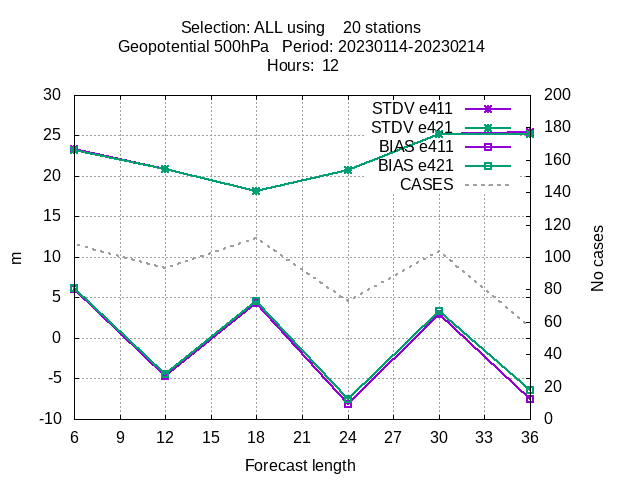 Selection: ALL using    20 stations
Geopotential 500hPa   Period: 20230114-20230214
Hours:  12
30 200
STDV e411
25 180
STDV e421
BIAS e411
20 160
BIAS e421
15 140
CASES
10 120
5 100
0 80
-5 60
-10 40
20
0
m
No cases
6 9 12 15 18 21 24 27 30 33 36
Forecast length